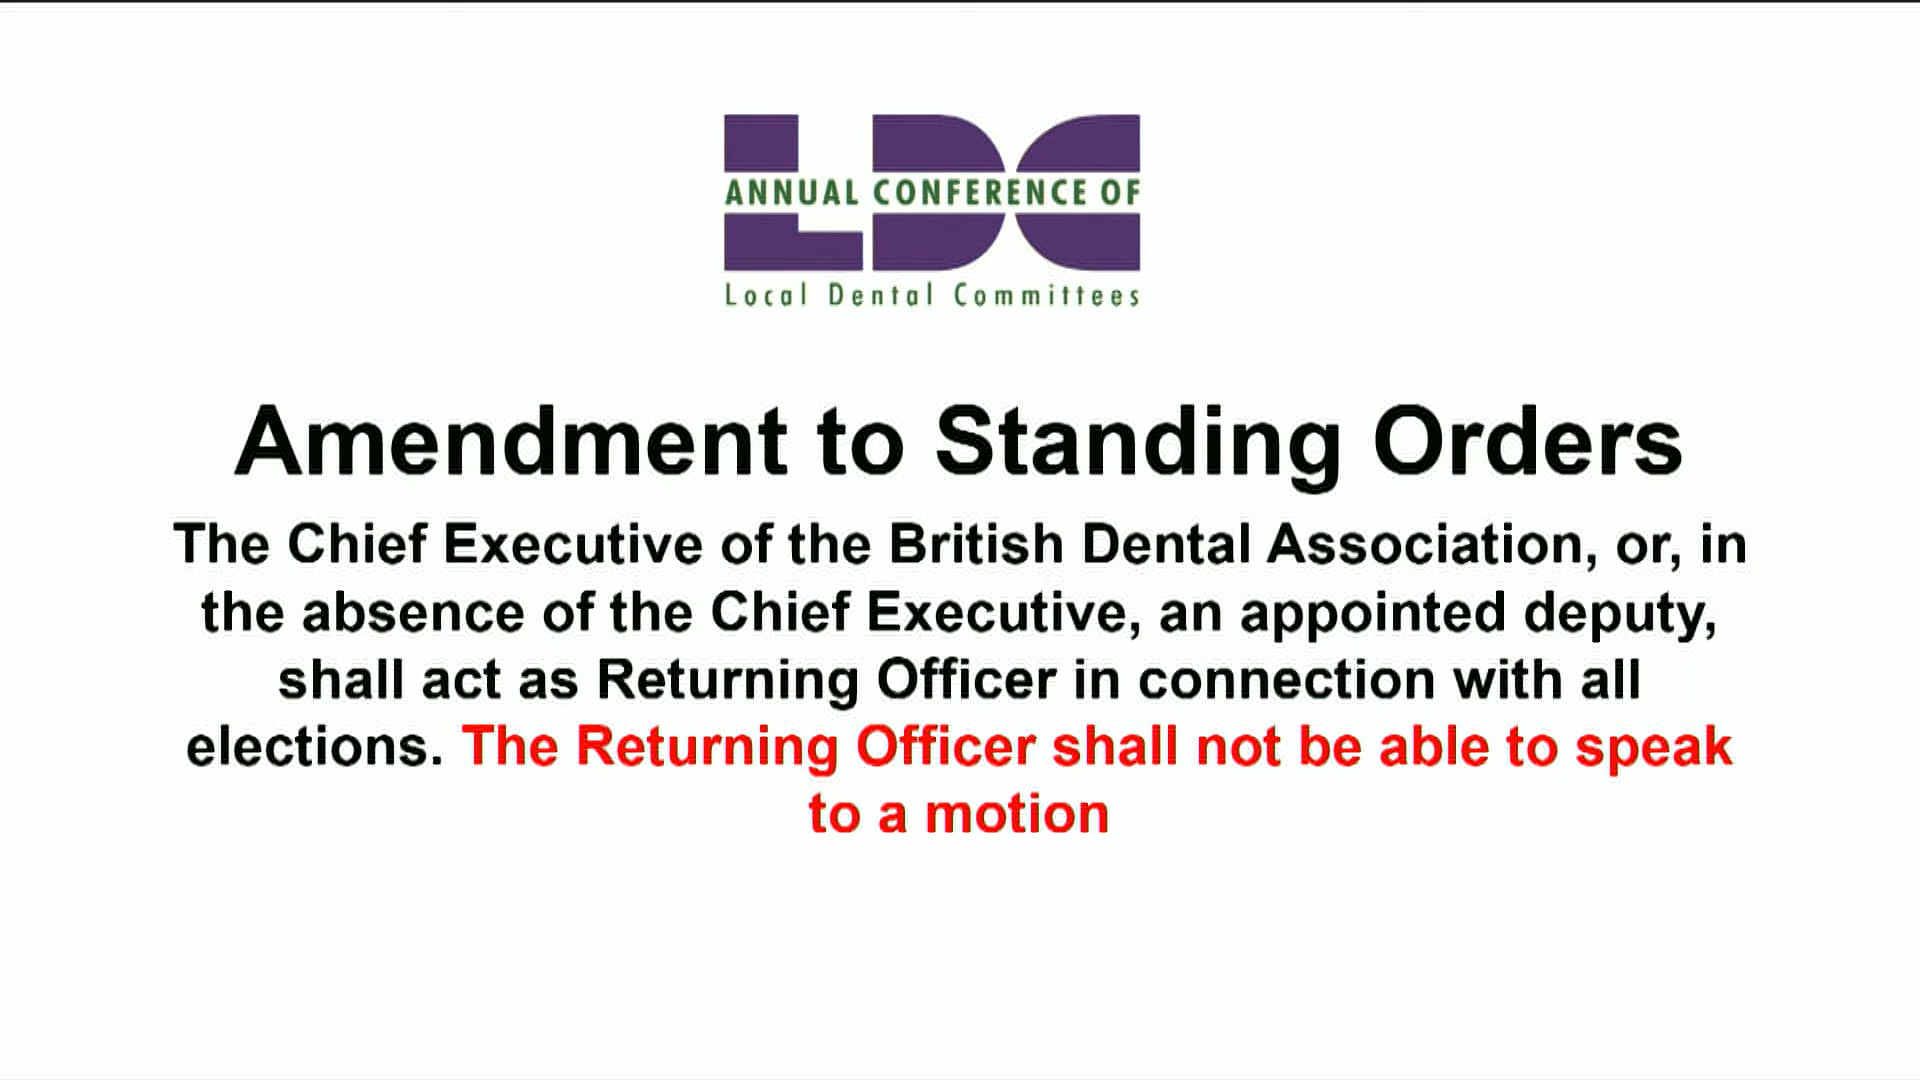 LDC
ANNUAL CONFERENCE OF
Local Dental Committees
Amendment to Standing Orders
The Chief Executive of the British Dental Association, or, in
the absence of the Chief Executive, an appointed deputy,
shall act as Returning Officer in connection with all
elections. The Returning Officer shall not be able to speak
to a motion